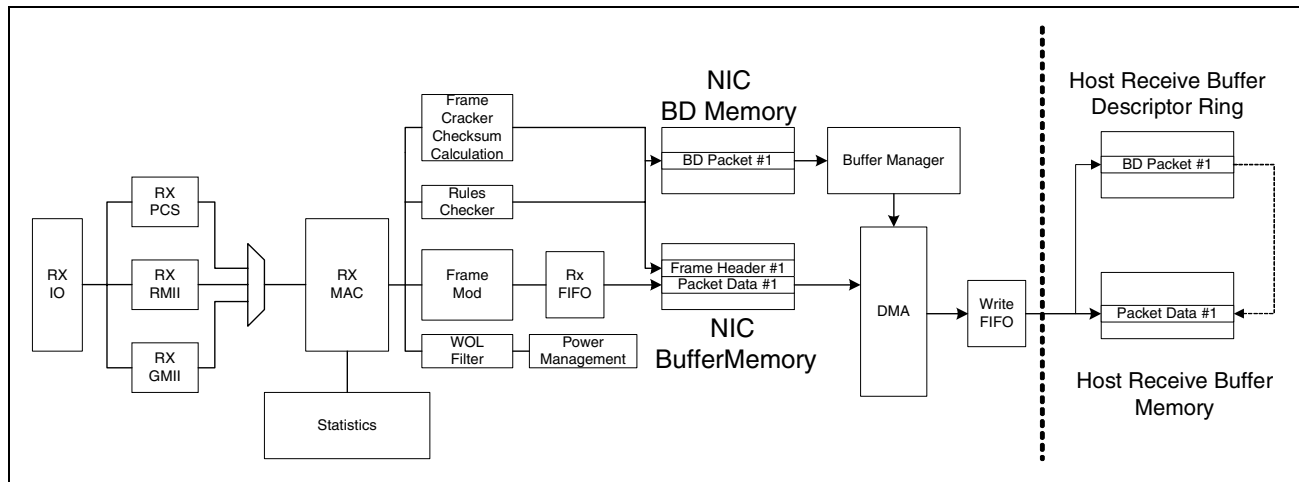 RX
IO
RX
PCS
RX
RMII
RX
GMII
RX
MAC
Statistics
Frame
Cracker
Checksum
Calculation
Rules
Checker
Frame
Mod
Rx
FIFO
WOL
Filter
Power
Management
NIC
BD Memory
BD Packet #1
Buffer Manager
Frame Header #1
Packet Data #1
NIC
BufferMemory
DMA
Write
FIFO
Host Receive Buffer
Descriptor Ring
BD Packet #1
Packet Data #1
Host Receive Buffer
Memory